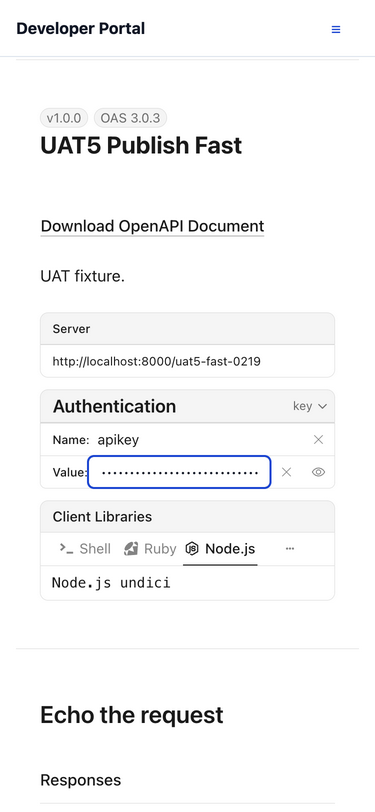 Developer Portal
v1.0.0 OAS 3.0.3
UAT5 Publish Fast
Download OpenAPI Document
UAT fixture.
Server
http://localhost:8000/uat5-fast-0219
Authentication key
Name: apikey
Value: ••••••••••••••••••••••••••••
Client Libraries
Shell Ruby Node.js ...
Node.js undici
Echo the request
Responses